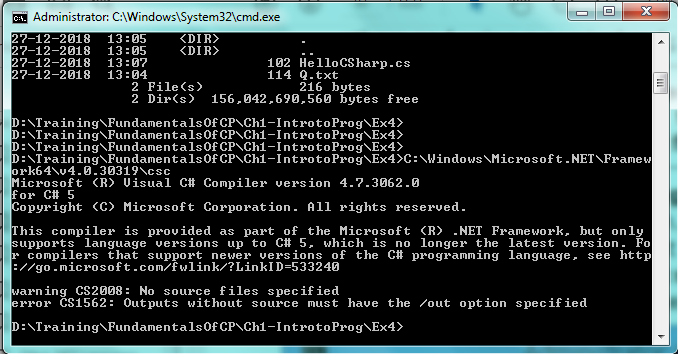 Administrator: C:\Windows\System32\cmd.exe
27-12-2018  13:05    <DIR>          .
27-12-2018  13:05    <DIR>          ..
27-12-2018  13:07               102 HelloCSharp.cs
27-12-2018  13:04               114 Q.txt
               2 File(s)            216 bytes
               2 Dir(s)  156,042,690,560 bytes free
D:\Training\FundamentalsOfCP\Ch1-IntrotoProg\Ex4>
D:\Training\FundamentalsOfCP\Ch1-IntrotoProg\Ex4>
D:\Training\FundamentalsOfCP\Ch1-IntrotoProg\Ex4>
D:\Training\FundamentalsOfCP\Ch1-IntrotoProg\Ex4>C:\Windows\Microsoft.NET\Framew
ork64\v4.0.30319\csc
Microsoft (R) Visual C# Compiler version 4.7.3062.0
for C# 5
Copyright (C) Microsoft Corporation. All rights reserved.
This compiler is provided as part of the Microsoft (R) .NET Framework, but only
supports language versions up to C# 5, which is no longer the latest version. Fo
r compilers that support newer versions of the C# programming language, see http
://go.microsoft.com/fwlink/?LinkID=533240
warning CS2008: No source files specified
error CS1562: Outputs without source must have the /out option specified
D:\Training\FundamentalsOfCP\Ch1-IntrotoProg\Ex4>